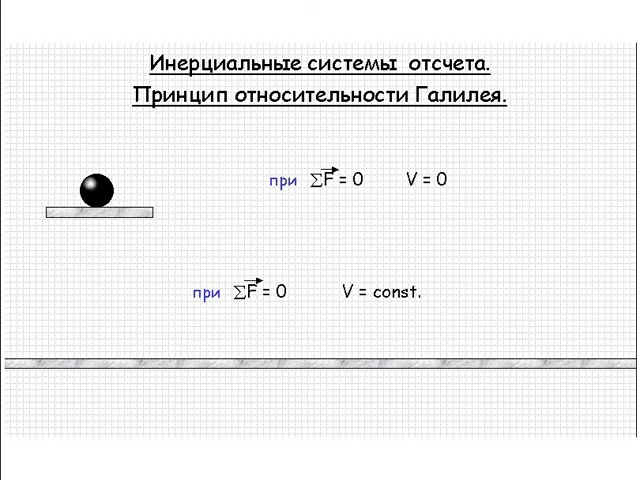 Инерциальные системы отсчета.
Принцип относительности Галилея.
при ∑F⃗ = 0 V = 0
при ∑F⃗ = 0 V = const.